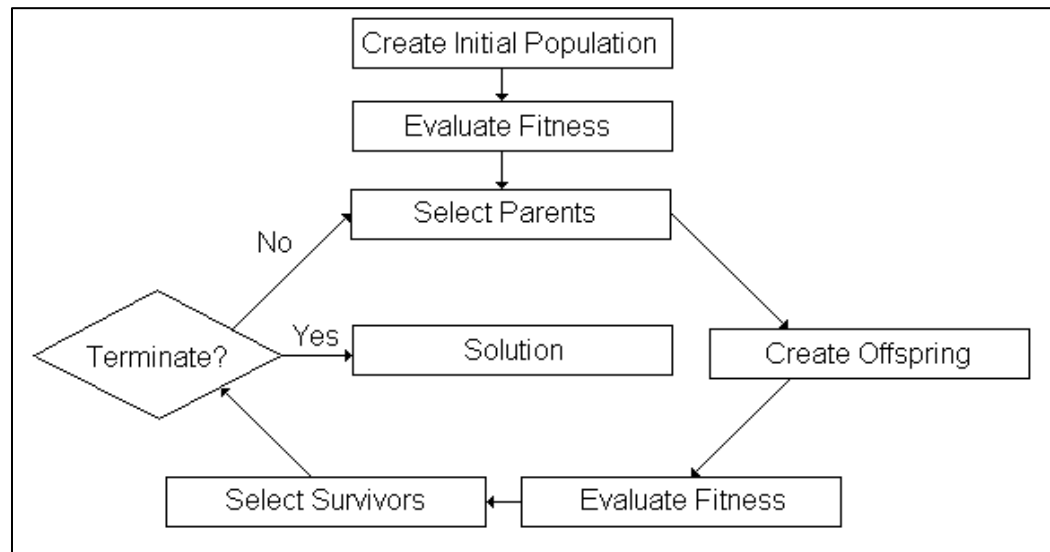 Create Initial Population
Evaluate Fitness
Select Parents
No
Yes
Terminate?
Solution
Create Offspring
Select Survivors
Evaluate Fitness